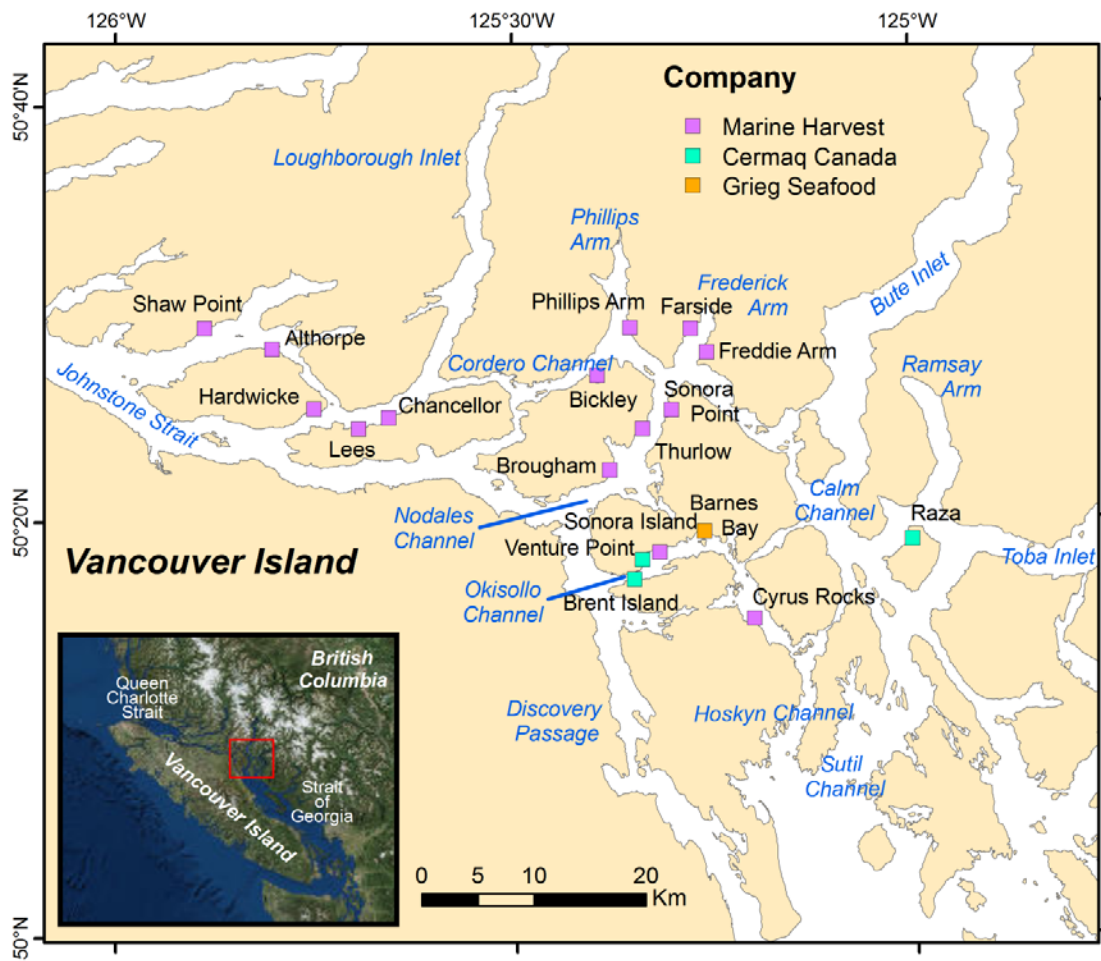 126°W
125°30'W
125°W
50°40'N
50°20'N
50°N
Company
Marine Harvest
Cermaq Canada
Grieg Seafood
Loughborough Inlet
Phillips
Arm
Frederick
Arm
Bute Inlet
Shaw Point
Phillips Arm
Farside
Althorpe
Freddie Arm
Ramsay
Arm
Cordero Channel
Johnstone Strait
Hardwicke
Chancellor
Bickley
Sonora
Point
Lees
Thurlow
Brougham
Calm
Channel
Nodales
Channel
Barnes
Bay
Sonora Island
Raza
Venture Point
Toba Inlet
Vancouver Island
Okisollo
Channel
Brent Island
Cyrus Rocks
Discovery
Passage
Hoskyn Channel
Sutil
Channel
British
Columbia
Queen
Charlotte
Strait
Vancouver Island
Strait
of
Georgia
0 5 10 20
Km